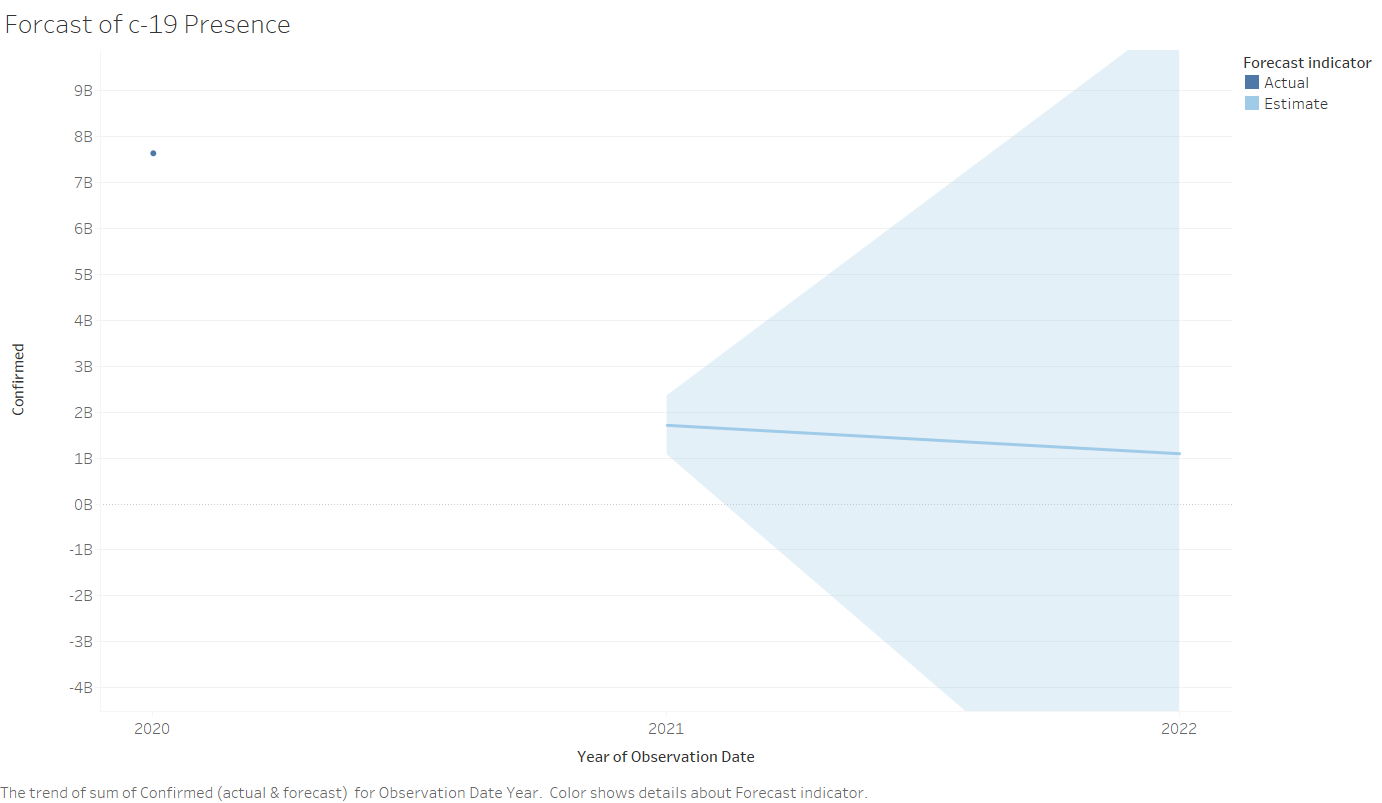 Forcast of c-19 Presence
Forecast indicator
Actual
Estimate
9B
8B
7B
6B
5B
4B
3B
2B
1B
0B
-1B
-2B
-3B
-4B
Confirmed
2020 2021 2022
Year of Observation Date
The trend of sum of Confirmed (actual & forecast)  for Observation Date Year.  Color shows details about Forecast indicator.